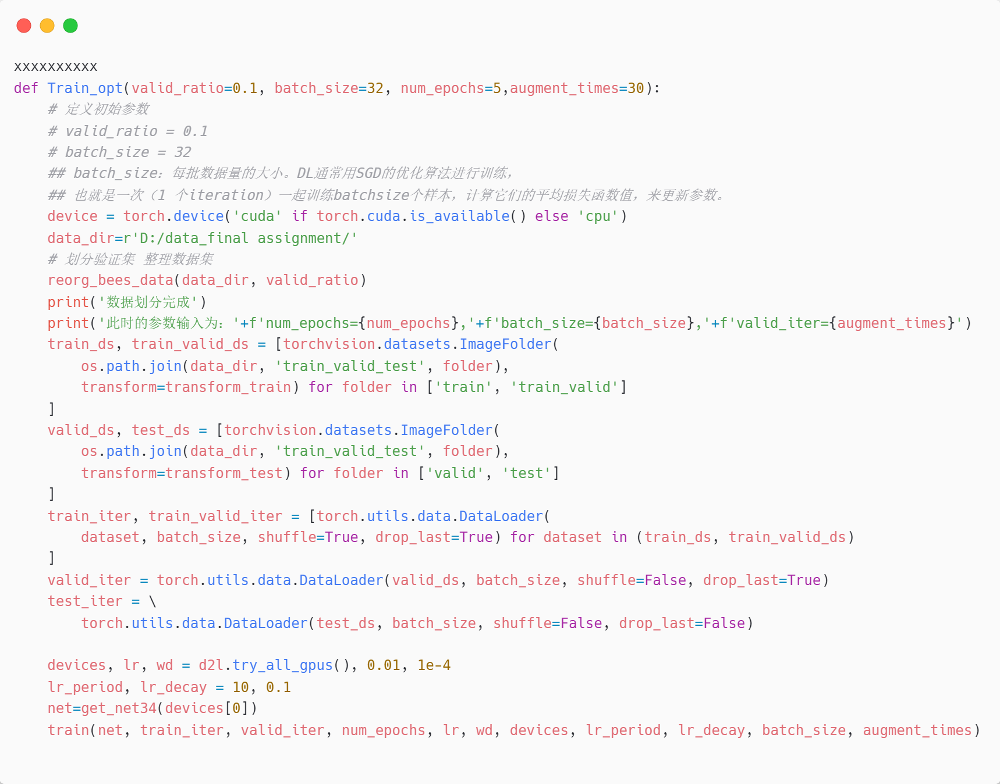 xxxxxxxxxx
def Train_opt(valid_ratio=0.1, batch_size=32, num_epochs=5,augment_times=30):
    # 定义初始参数
    # valid_ratio = 0.1
    # batch_size = 32
    ## batch_size：每批数据量的大小。DL通常用SGD的优化算法进行训练，
    ## 也就是一次（1 个iteration）一起训练batchsize个样本，计算它们的平均损失函数值，来更新参数。
    device = torch.device('cuda' if torch.cuda.is_available() else 'cpu')
    data_dir=r'D:/data_final assignment/'
    # 划分验证集 整理数据集
    reorg_bees_data(data_dir, valid_ratio)
    print('数据划分完成')
    print('此时的参数输入为：'+f'num_epochs={num_epochs},'+f'batch_size={batch_size},'+f'valid_iter={augment_times}')
    train_ds, train_valid_ds = [torchvision.datasets.ImageFolder(
        os.path.join(data_dir, 'train_valid_test', folder),
        transform=transform_train) for folder in ['train', 'train_valid']
    ]
    valid_ds, test_ds = [torchvision.datasets.ImageFolder(
        os.path.join(data_dir, 'train_valid_test', folder),
        transform=transform_test) for folder in ['valid', 'test']
    ]
    train_iter, train_valid_iter = [torch.utils.data.DataLoader(
        dataset, batch_size, shuffle=True, drop_last=True) for dataset in (train_ds, train_valid_ds)
    ]
    valid_iter = torch.utils.data.DataLoader(valid_ds, batch_size, shuffle=False, drop_last=True)
    test_iter = \
        torch.utils.data.DataLoader(test_ds, batch_size, shuffle=False, drop_last=False)

    devices, lr, wd = d2l.try_all_gpus(), 0.01, 1e-4
    lr_period, lr_decay = 10, 0.1
    net=get_net34(devices[0])
    train(net, train_iter, valid_iter, num_epochs, lr, wd, devices, lr_period, lr_decay, batch_size, augment_times)